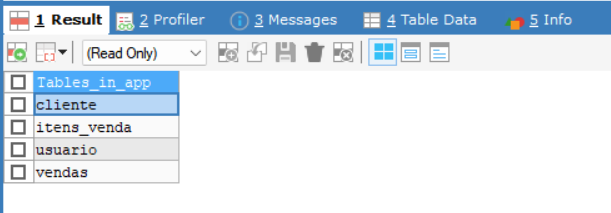 1 Result 2 Profiler 3 Messages 4 Table Data 5 Info
(Read Only)
Tables_in_app
cliente
itens_venda
usuario
vendas